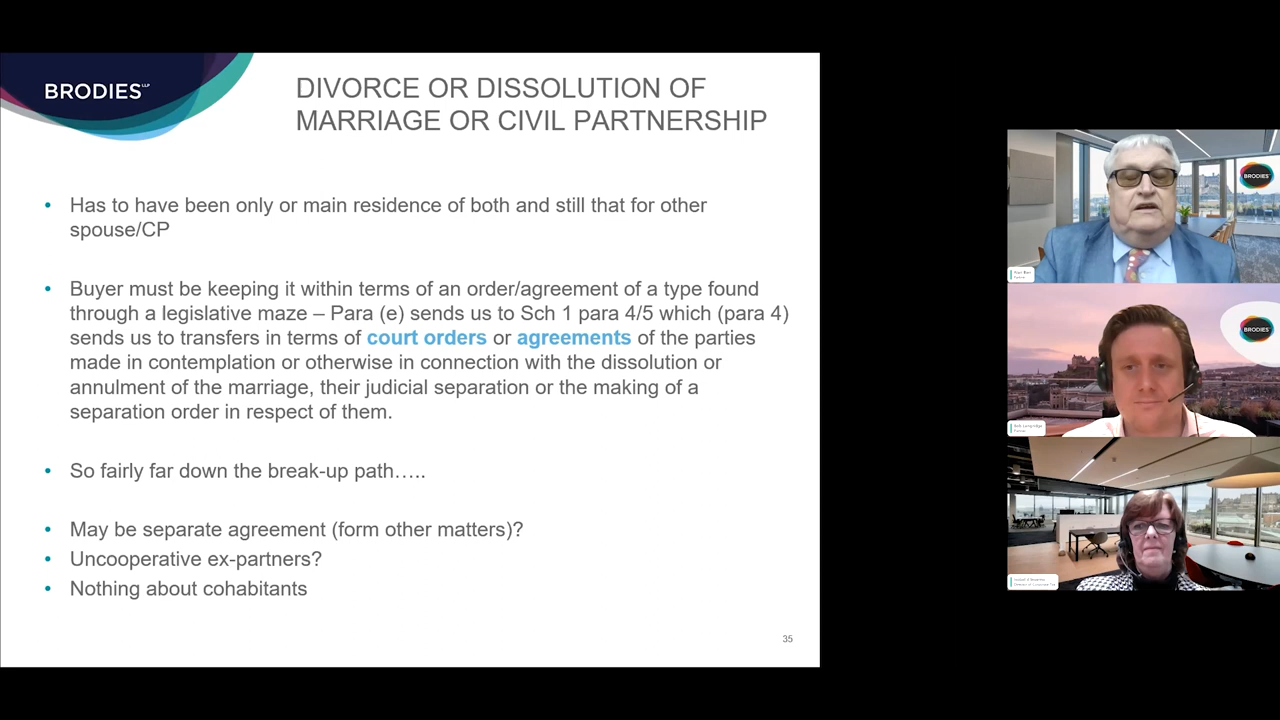 BRODIES LLP
DIVORCE OR DISSOLUTION OF
MARRIAGE OR CIVIL PARTNERSHIP
• Has to have been only or main residence of both and still that for other
spouse/CP
• Buyer must be keeping it within terms of an order/agreement of a type found
through a legislative maze – Para (e) sends us to Sch 1 para 4/5 which (para 4)
sends us to transfers in terms of court orders or agreements of the parties
made in contemplation or otherwise in connection with the dissolution or
annulment of the marriage, their judicial separation or the making of a
separation order in respect of them.
• So fairly far down the break-up path…..
• May be separate agreement (form other matters)?
• Uncooperative ex-partners?
• Nothing about cohabitants
35
BRODIES
BRODIES
Partner